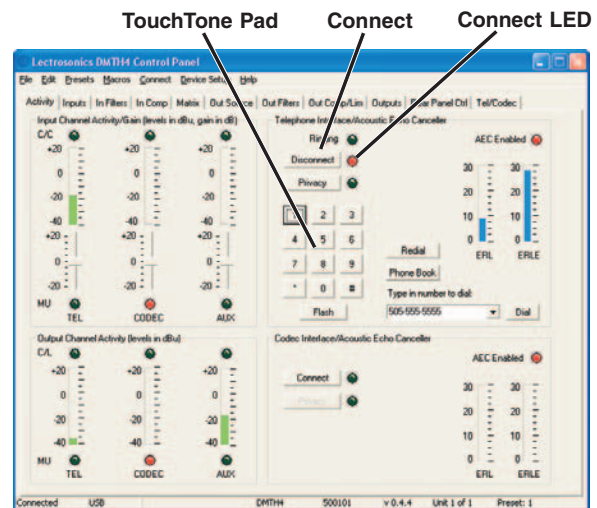 TouchTone Pad Connect Connect LED
Lectrosonics DMTH4 Control Panel
File Edit Presets Macros Connect Device Setup Help
Activity Inputs In Filters In Comp Matrix Out Source Out Filters Out Comp/Lim Outputs Rear Panel Ctrl Tel/Codec
Input Channel Activity/Gain (levels in dBu, gain in dB)
C/C
+20 +20 +20
0 0 0
-20 -20 -20
-40 -40 -40
+20 +20 +20
0 0 0
-20 -20 -20
MU
TEL CODEC AUX
Telephone Interface/Acoustic Echo Canceller
Ringing AEC Enabled
Disconnect
Privacy
30 30
20 20
10 10
0 0
ERL ERLE
1 2 3
4 5 6
7 8 9
* 0 #
Flash
Redial
Phone Book
Type in number to dial:
505-555-5555 Dial
Output Channel Activity (levels in dBu)
C/L
+20 +20 +20
0 0 0
-20 -20 -20
-40 -40 -40
MU
TEL CODEC AUX
Codec Interface/Acoustic Echo Canceller
AEC Enabled
Connect
Privacy
30 30
20 20
10 10
0 0
ERL ERLE
Connected USB DMTH4 500101 v 0.4.4 Unit 1 of 1 Preset: 1